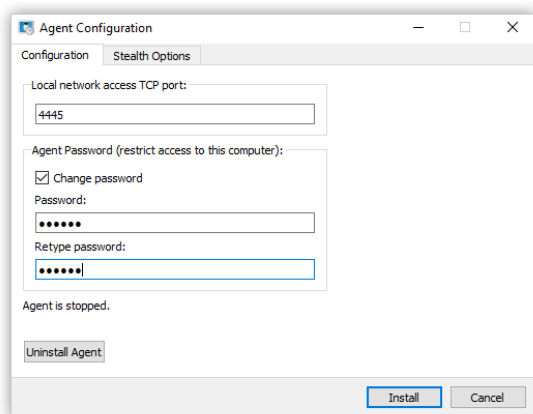 Agent Configuration
Configuration Stealth Options
Local network access TCP port:
4445
Agent Password (restrict access to this computer):
Change password
Password:
●●●●●●
Retype password:
●●●●●●
Agent is stopped.
Uninstall Agent
Install Cancel